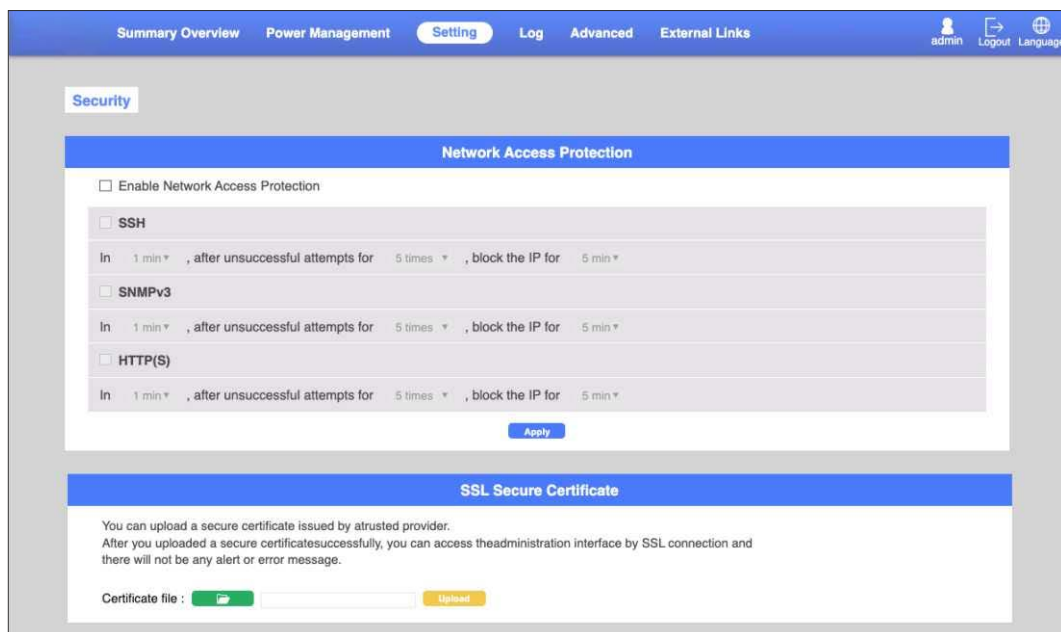 Summary Overview Power Management Setting Log Advanced External Links admin Logout Language
Security
Network Access Protection
Enable Network Access Protection
SSH
In 1 min , after unsuccessful attempts for 5 times , block the IP for 5 min
SNMPv3
In 1 min , after unsuccessful attempts for 5 times , block the IP for 5 min
HTTP(S)
In 1 min , after unsuccessful attempts for 5 times , block the IP for 5 min
Apply
SSL Secure Certificate
You can upload a secure certificate issued by atrusted provider.
After you uploaded a secure certificatesuccessfully, you can access theadministration interface by SSL connection and
there will not be any alert or error message.
Certificate file : Upload